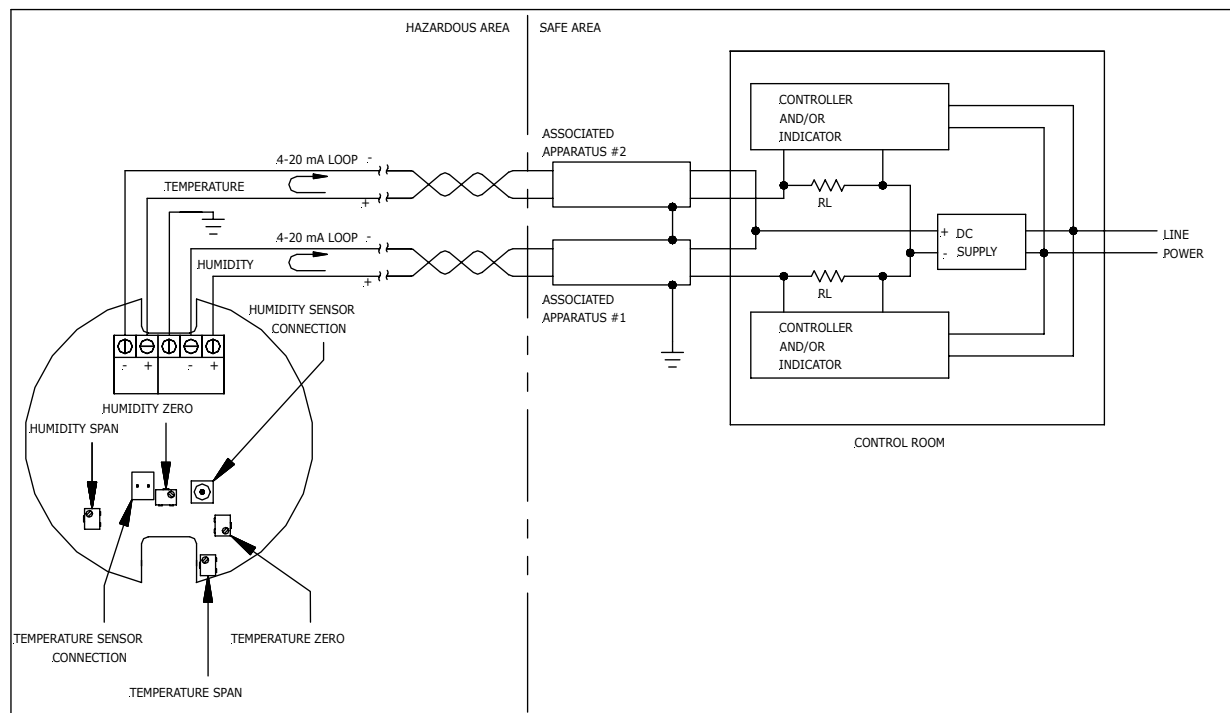 HAZARDOUS AREA
SAFE AREA
CONTROLLER
AND/OR
INDICATOR
ASSOCIATED
APPARATUS #2
4-20 mA LOOP -
TEMPERATURE
+
RL
4-20 mA LOOP -
HUMIDITY
+
+ DC
- SUPPLY
LINE
POWER
RL
ASSOCIATED
APPARATUS #1
HUMIDITY SENSOR
CONNECTION
CONTROLLER
AND/OR
INDICATOR
- + - +
HUMIDITY ZERO
HUMIDITY SPAN
CONTROL ROOM
TEMPERATURE SENSOR
CONNECTION
TEMPERATURE ZERO
TEMPERATURE SPAN